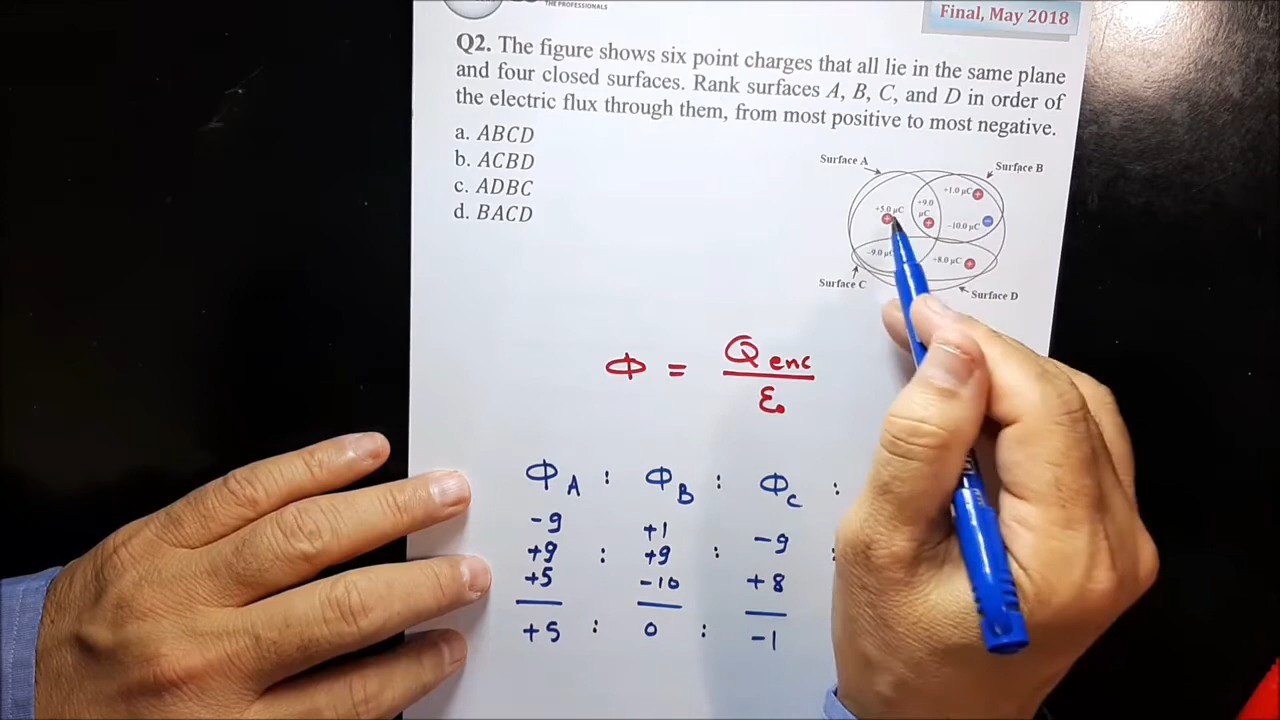 THE PROFESSIONALS
Final, May 2018
Q2. The figure shows six point charges that all lie in the same plane
and four closed surfaces. Rank surfaces A, B, C, and D in order of
the electric flux through them, from most positive to most negative.
a. ABCD
b. ACBD
c. ADBC
d. BACD
Surface A
Surface B
+1.0 μC
+9.0
μC
+5.0 μC
-10.0 μC
-9.0 μC
+8.0 μC
Surface C
Surface D
Φ = Q enc
ε₀
Φ A : Φ B : Φ C :
-9 +1 -9
+9 : +9 :
+5 -10 +8
+5 : 0 : -1